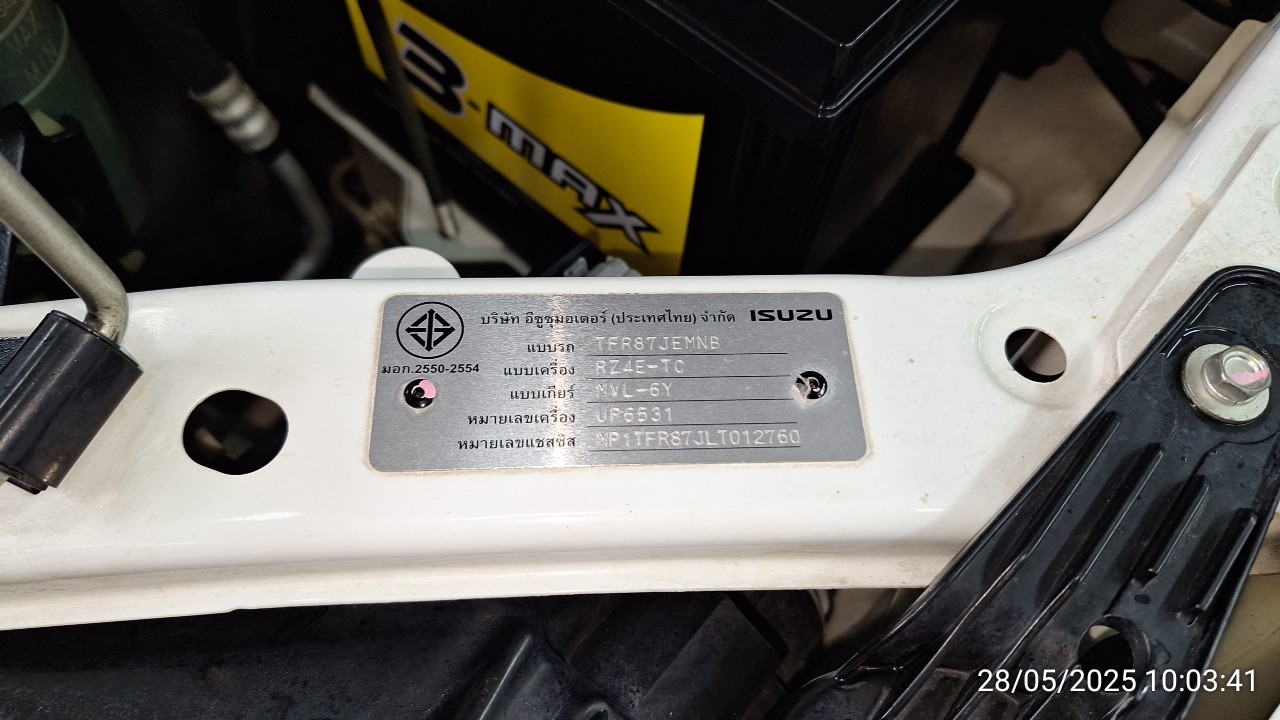 MAX
MIN
3-MAX
บริษัท อีซูซุมอเตอร์ (ประเทศไทย) จำกัด ISUZU
แบบรถ TFR87JEMNB
มอก.2550-2554
แบบเครื่อง RZ4E-TC
แบบเกียร์ MVL-6Y
หมายเลขเครื่อง UP6531
หมายเลขแชสซีส MP1TFR87JLT012760
28/05/2025 10:03:41